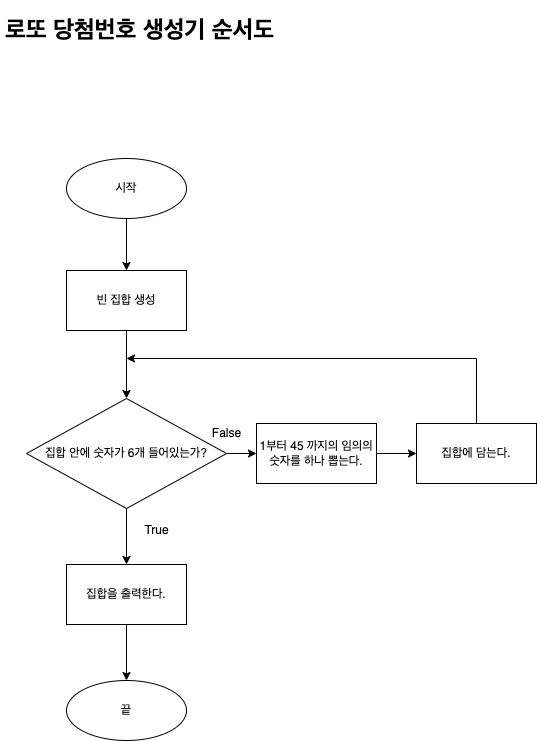 로또 당첨번호 생성기 순서도
시작
빈 집합 생성
집합 안에 숫자가 6개 들어있는가?
False
1부터 45 까지의 임의의
숫자를 하나 뽑는다.
집합에 담는다.
True
집합을 출력한다.
끝